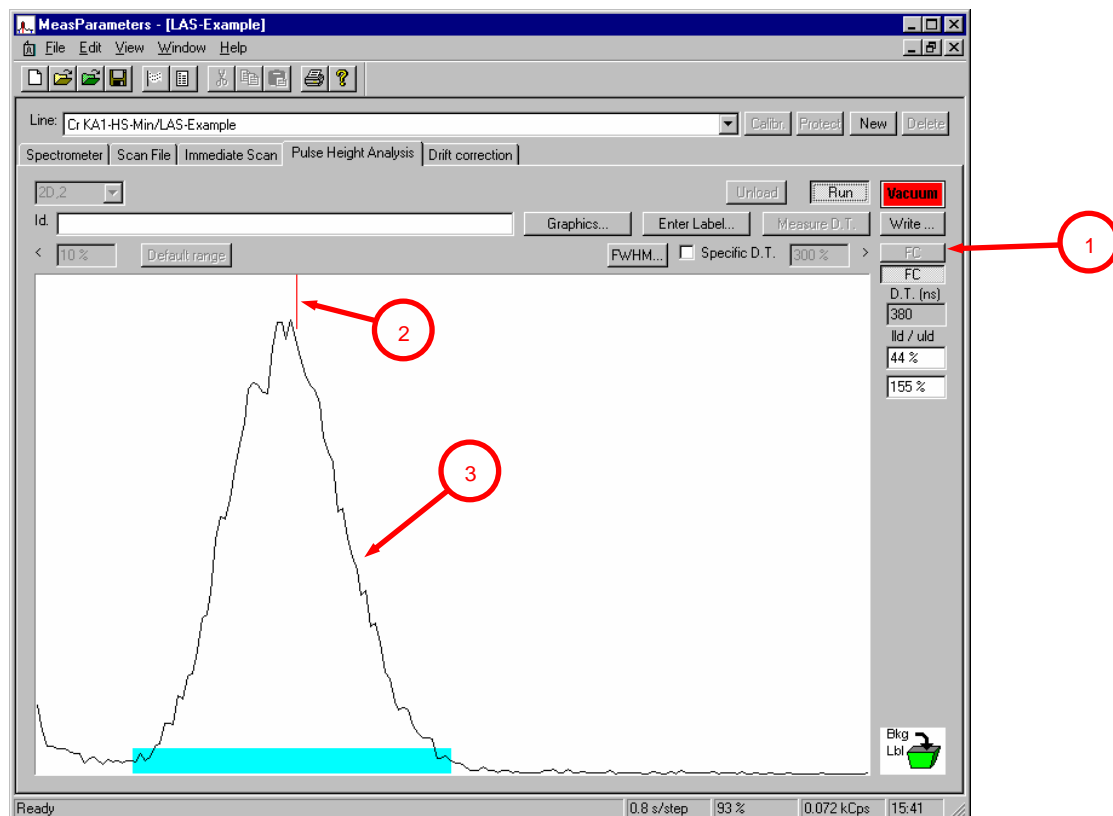 MeasParameters - [LAS-Example]
File Edit View Window Help
Line: Cr KA1-HS-Min/LAS-Example Calibr. Protect New Delete
Spectrometer Scan File Immediate Scan Pulse Height Analysis Drift correction
2D,2 Unload Run Vacuum
Id. Graphics... Enter Label... Measure D.T. Write ...
< 10 % Default range FWHM... Specific D.T. 300 % > FC
1
FC
D.T. (ns)
380
lld / uld
44 %
155 %
2
3
Bkg
Lbl
Ready 0.8 s/step 93 % 0.072 kCps 15:41